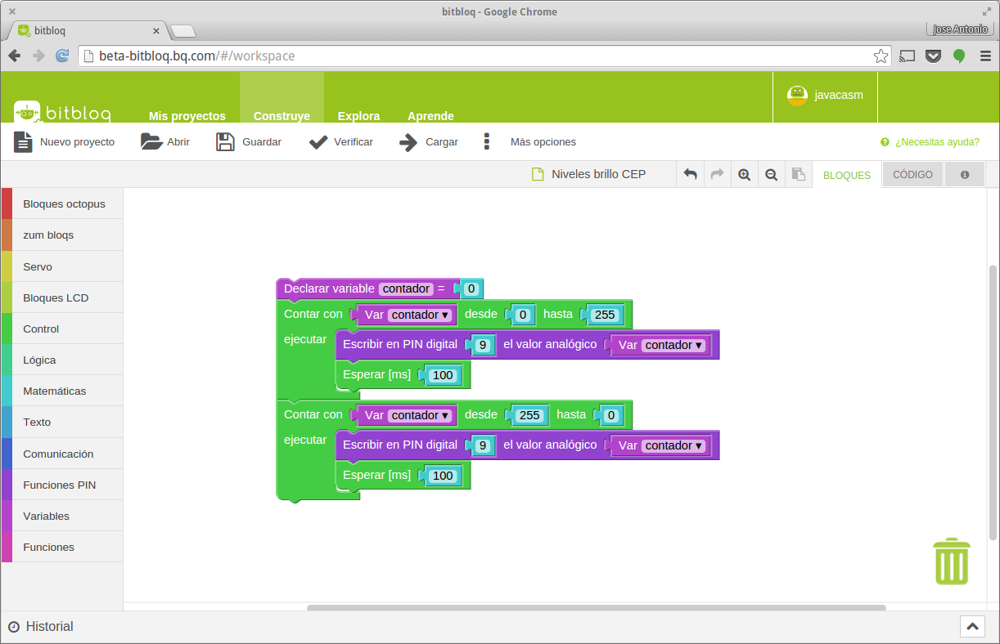 bitbloq - Google Chrome
bitbloq
Jose Antonio
beta-bitbloq.bq.com/#/workspace
bitbloq
Mis proyectos Construye Explora Aprende
javacasm
Nuevo proyecto Abrir Guardar Verificar Cargar Más opciones
¿Necesitas ayuda?
Niveles brillo CEP
BLOQUES CÓDIGO
Bloques octopus
zum bloqs
Servo
Bloques LCD
Control
Lógica
Matemáticas
Texto
Comunicación
Funciones PIN
Variables
Funciones
Declarar variable contador = 0
Contar con Var contador ▾ desde 0 hasta 255
ejecutar Escribir en PIN digital 9 el valor analógico Var contador ▾
Esperar [ms] 100
Contar con Var contador ▾ desde 255 hasta 0
ejecutar Escribir en PIN digital 9 el valor analógico Var contador ▾
Esperar [ms] 100
Historial